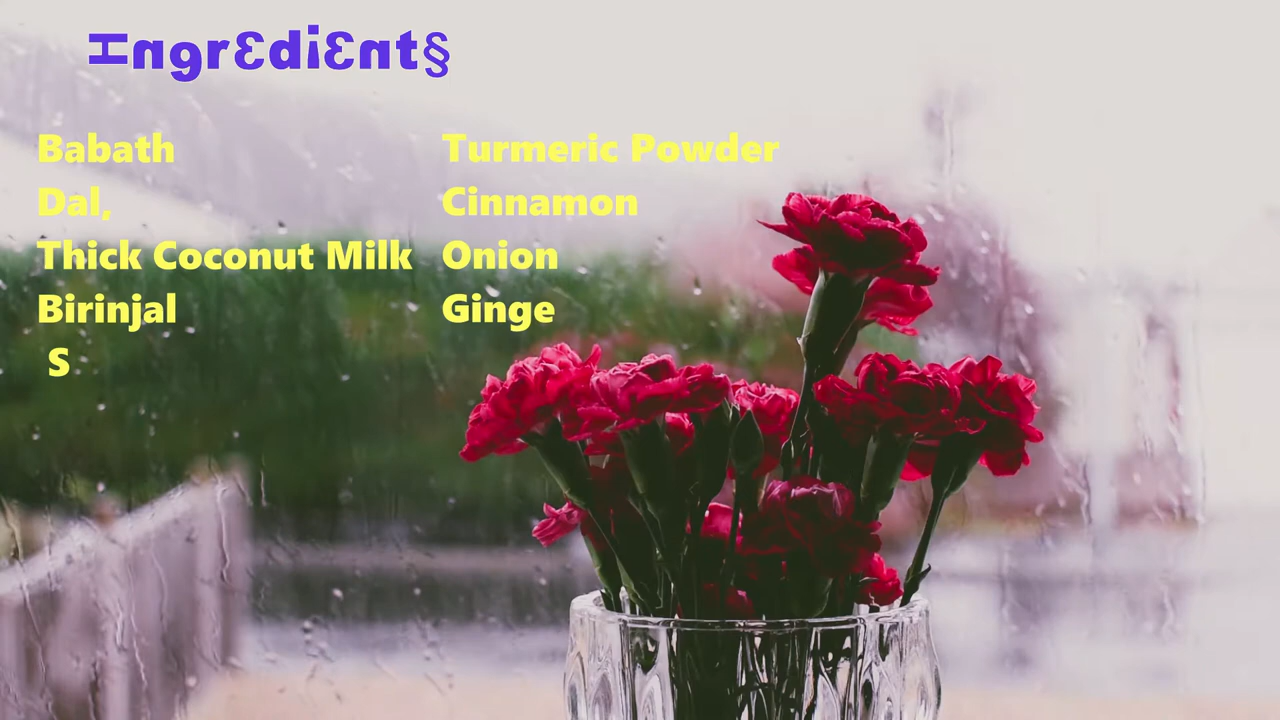 IngrƐdiƐnt§
Babath
Dal,
Thick Coconut Milk
Birinjal
S
Turmeric Powder
Cinnamon
Onion
Ginge